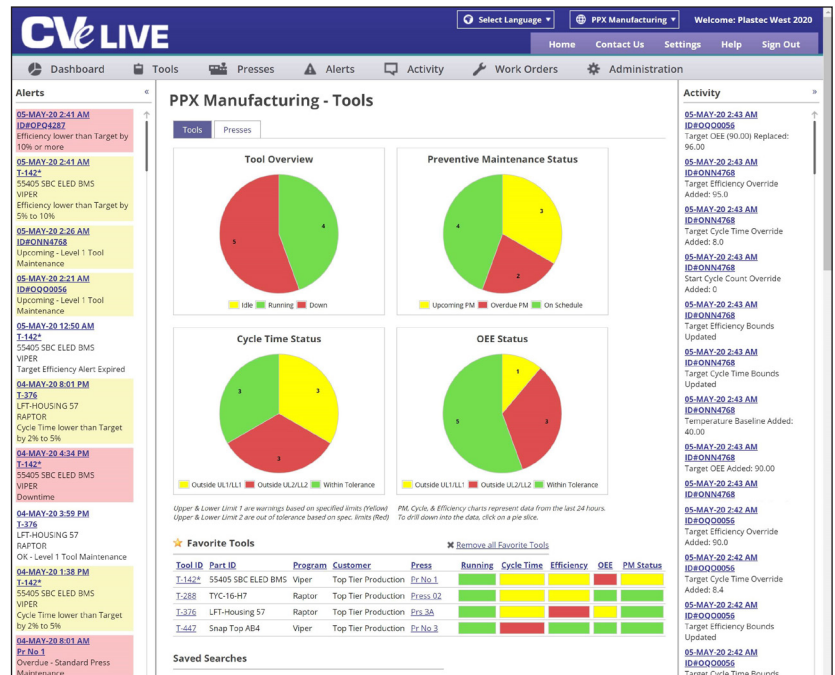 CVe LIVE
Select Language ▾
PPX Manufacturing ▾
Welcome: Plastec West 2020
Home
Contact Us
Settings
Help
Sign Out
Dashboard
Tools
Presses
Alerts
Activity
Work Orders
Administration
Alerts «
05-MAY-20 2:41 AM
ID#OPQ4287
Efficiency lower than Target by
10% or more
05-MAY-20 2:41 AM
T-142*
55405 SBC ELED BMS
VIPER
Efficiency lower than Target by
5% to 10%
05-MAY-20 2:26 AM
ID#ONN4768
Upcoming - Level 1 Tool
Maintenance
05-MAY-20 2:21 AM
ID#OQO0056
Upcoming - Level 1 Tool
Maintenance
05-MAY-20 12:50 AM
T-142*
55405 SBC ELED BMS
VIPER
Target Efficiency Alert Expired
04-MAY-20 8:01 PM
T-376
LFT-HOUSING 57
RAPTOR
Cycle Time lower than Target
by 2% to 5%
04-MAY-20 4:34 PM
T-142*
55405 SBC ELED BMS
VIPER
Downtime
04-MAY-20 3:59 PM
T-376
LFT-HOUSING 57
RAPTOR
OK - Level 1 Tool Maintenance
04-MAY-20 1:38 PM
T-142*
55405 SBC ELED BMS
VIPER
Cycle Time lower than Target
by 2% to 5%
04-MAY-20 8:01 AM
Pr No 1
Overdue - Standard Press
Maintenance
PPX Manufacturing - Tools
Tools
Presses
Tool Overview
4
5
Idle Running Down
Preventive Maintenance Status
3
4
2
Upcoming PM Overdue PM On Schedule
Cycle Time Status
3
3
3
Outside UL1/LL1 Outside UL2/LL2 Within Tolerance
OEE Status
1
5
3
Outside UL1/LL1 Outside UL2/LL2 Within Tolerance
Upper & Lower Limit 1 are warnings based on specified limits (Yellow)
Upper & Lower Limit 2 are out of tolerance based on spec. limits (Red)
PM, Cycle, & Efficiency charts represent data from the last 24 hours.
To drill down into the data, click on a pie slice.
Favorite Tools
Remove all Favorite Tools
Tool ID Part ID Program Customer Press Running Cycle Time Efficiency OEE PM Status
T-142* 55405 SBC ELED BMS Viper Top Tier Production Pr No 1
T-288 TYC-16-H7 Raptor Top Tier Production Press 02
T-376 LFT-Housing 57 Raptor Top Tier Production Prs 3A
T-447 Snap Top AB4 Viper Top Tier Production Pr No 3
Saved Searches
Activity »
05-MAY-20 2:43 AM
ID#OQO0056
Target OEE (90.00) Replaced:
96.00
05-MAY-20 2:43 AM
ID#ONN4768
Target Efficiency Override
Added: 95.0
05-MAY-20 2:43 AM
ID#ONN4768
Target Cycle Time Override
Added: 8.0
05-MAY-20 2:43 AM
ID#ONN4768
Start Cycle Count Override
Added: 0
05-MAY-20 2:43 AM
ID#ONN4768
Target Efficiency Bounds
Updated
05-MAY-20 2:43 AM
ID#ONN4768
Target Cycle Time Bounds
Updated
05-MAY-20 2:43 AM
ID#ONN4768
Temperature Baseline Added:
40.00
05-MAY-20 2:43 AM
ID#ONN4768
Target OEE Added: 90.00
05-MAY-20 2:43 AM
ID#ONN4768
05-MAY-20 2:42 AM
ID#OQO0056
Target Efficiency Override
Added: 90.0
05-MAY-20 2:42 AM
ID#OQO0056
Target Cycle Time Override
Added: 8.4
05-MAY-20 2:42 AM
ID#OQO0056
Target Efficiency Bounds
Updated
05-MAY-20 2:42 AM
ID#OQO0056
Target Cycle Time Bounds